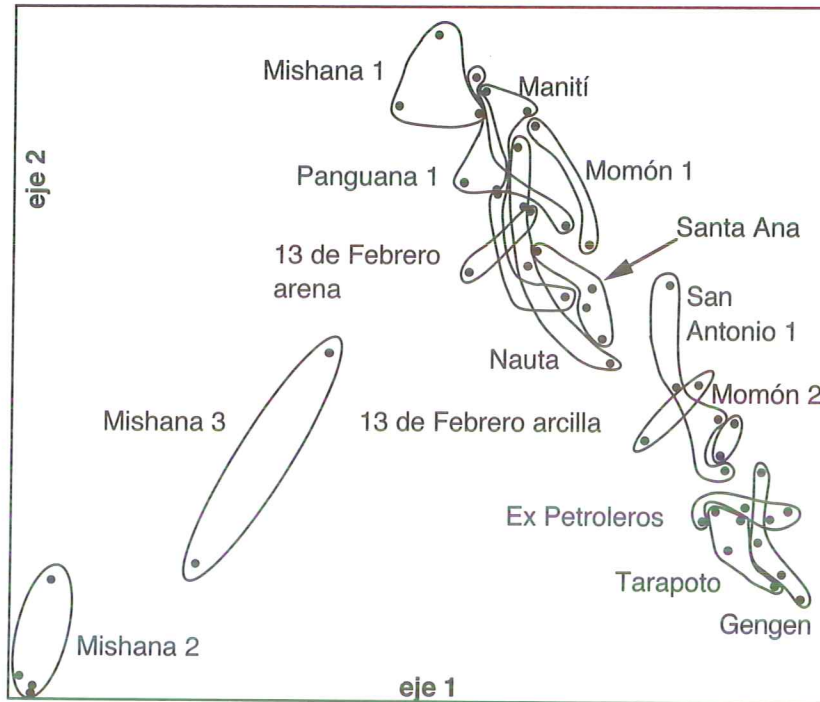 Mishana 1
Manití
eje 2
Panguana 1
Momón 1
Santa Ana
13 de Febrero
arena
San
Antonio 1
Nauta
Mishana 3
13 de Febrero arcilla
Momón 2
Ex Petroleros
Tarapoto
Gengen
Mishana 2
eje 1